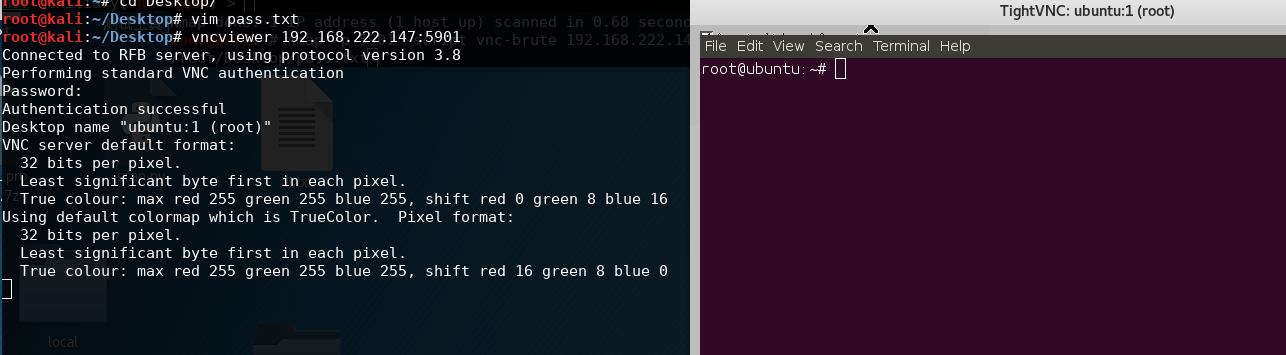 root@kali:~# cd Desktop/
root@kali:~/Desktop# vim pass.txt
root@kali:~/Desktop# vncviewer 192.168.222.147:5901
Connected to RFB server, using protocol version 3.8
Performing standard VNC authentication
Password:
Authentication successful
Desktop name "ubuntu:1 (root)"
VNC server default format:
  32 bits per pixel.
  Least significant byte first in each pixel.
  True colour: max red 255 green 255 blue 255, shift red 0 green 8 blue 16
Using default colormap which is TrueColor.  Pixel format:
  32 bits per pixel.
  Least significant byte first in each pixel.
  True colour: max red 255 green 255 blue 255, shift red 16 green 8 blue 0
local
TightVNC: ubuntu:1 (root)
File Edit View Search Terminal Help
root@ubuntu:~#